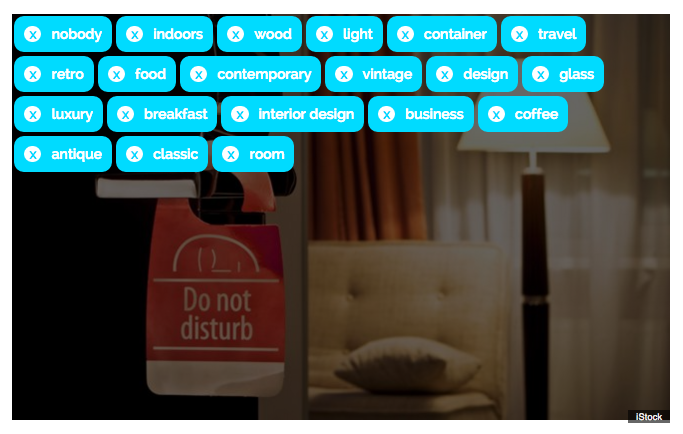 x nobody x indoors x wood x light x container x travel
x retro x food x contemporary x vintage x design x glass
x luxury x breakfast x interior design x business x coffee
x antique x classic x room
Do not
disturb
iStock